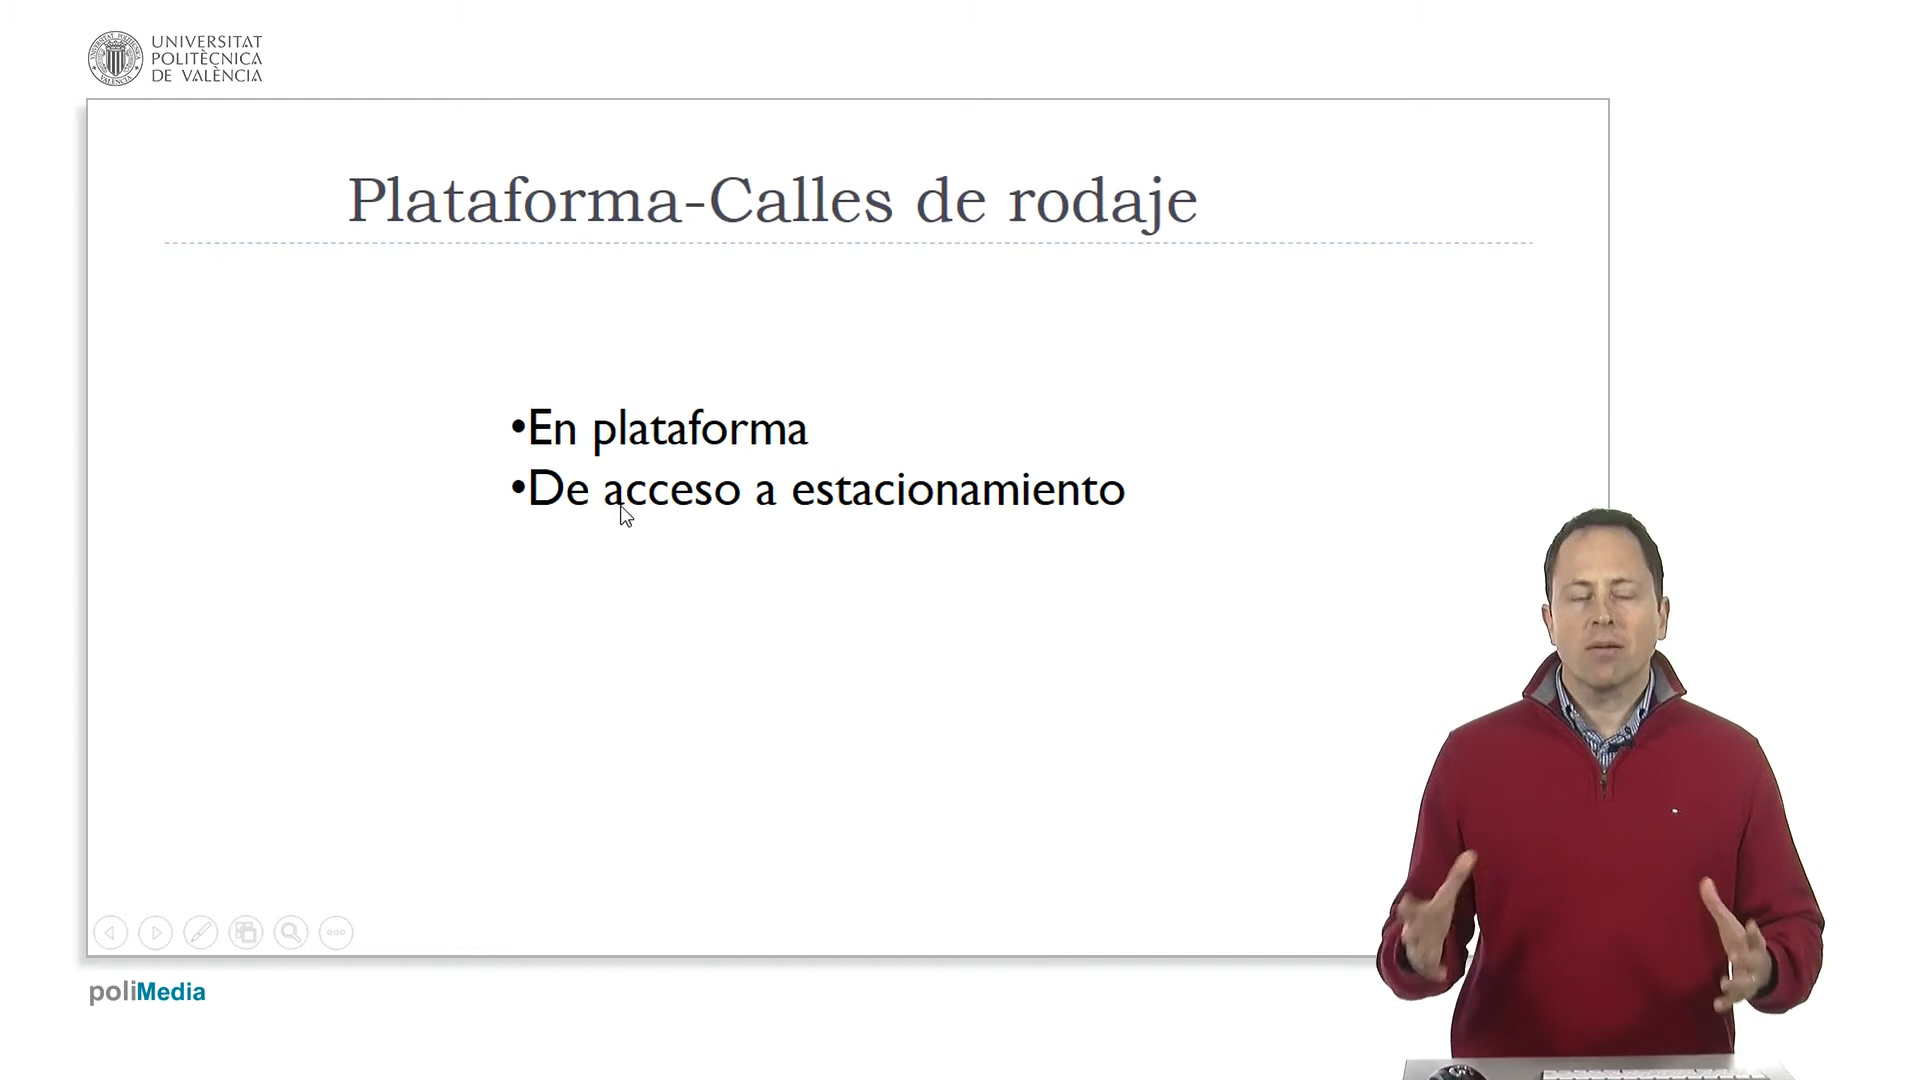 UNIVERSITAT
POLITÈCNICA
DE VALÈNCIA
Plataforma-Calles de rodaje
•En plataforma
•De acceso a estacionamiento
poliMedia